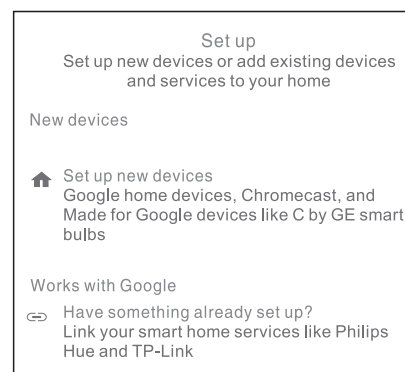 Set up
Set up new devices or add existing devices
and services to your home
New devices
Set up new devices
Google home devices, Chromecast, and
Made for Google devices like C by GE smart
bulbs
Works with Google
Have something already set up?
Link your smart home services like Philips
Hue and TP-Link